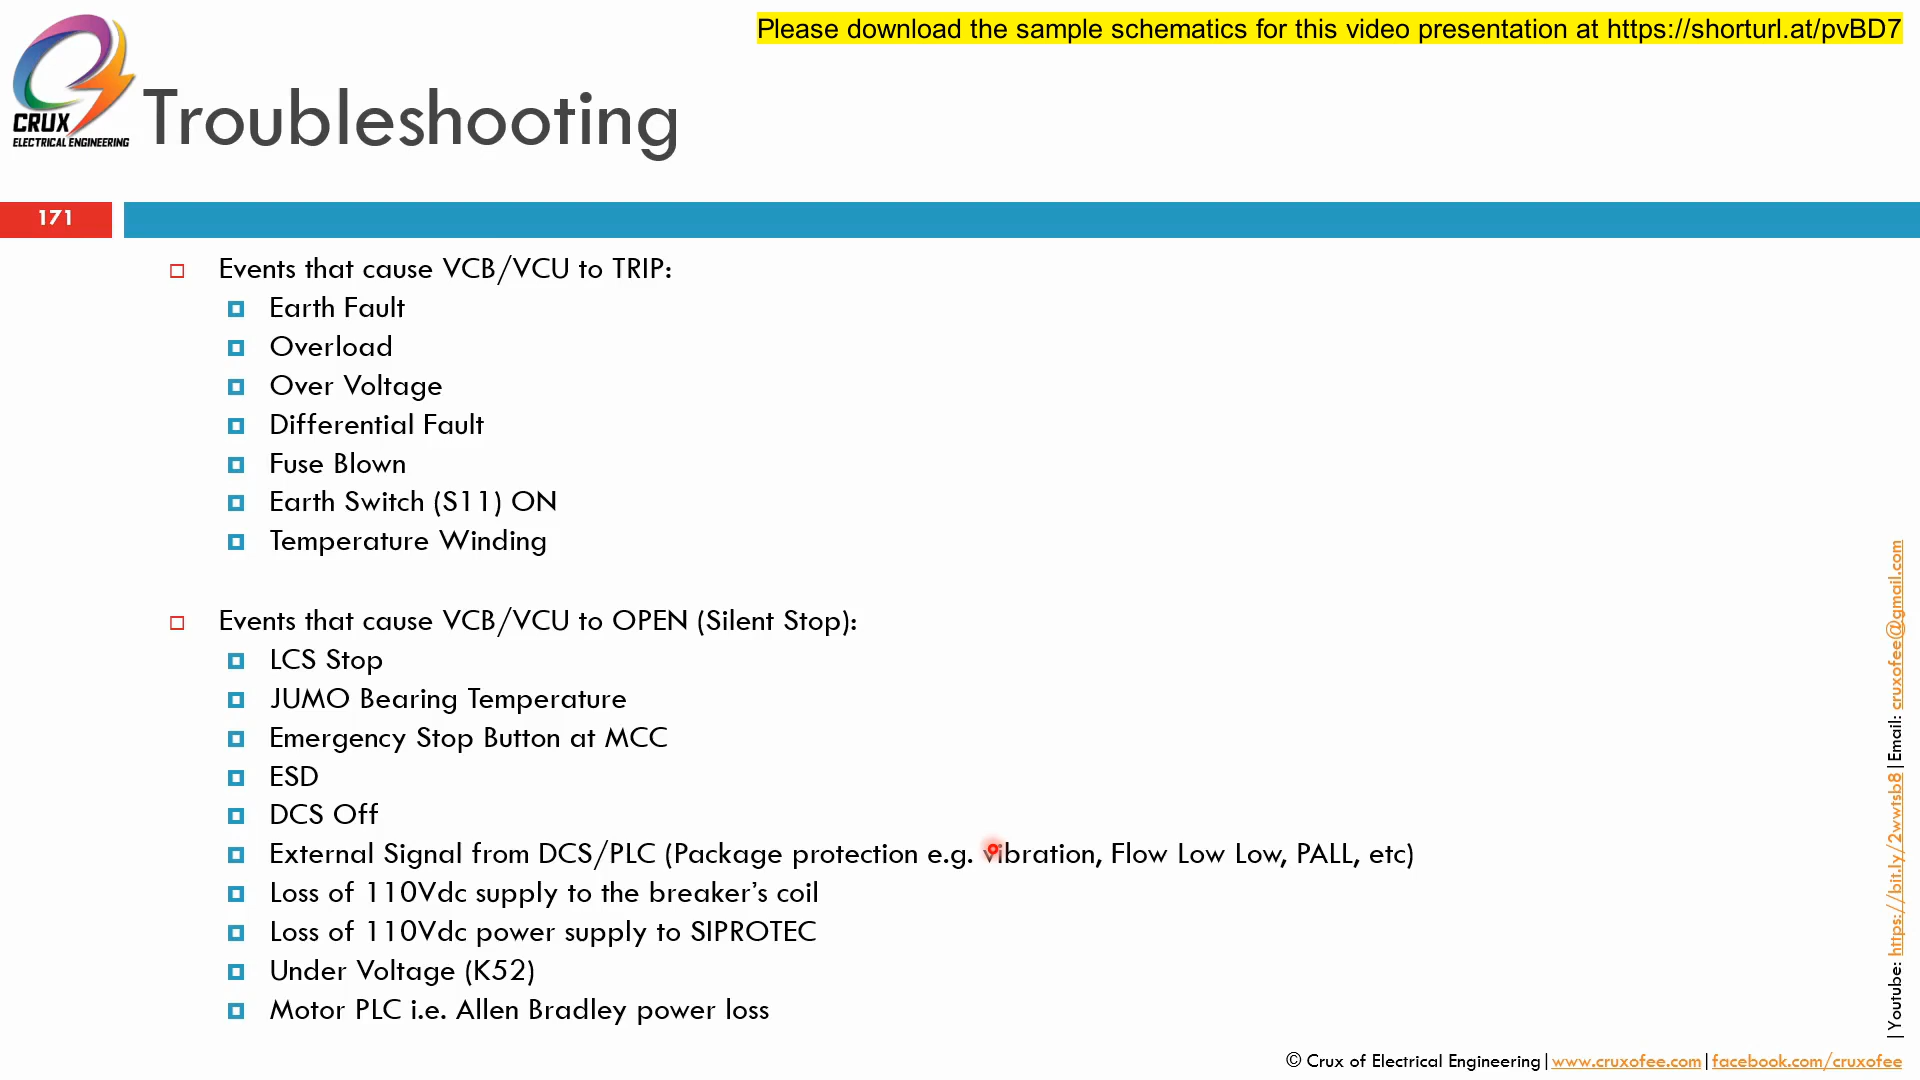 Please download the sample schematics for this video presentation at https://shorturl.at/pvBD7
CRUX
ELECTRICAL ENGINEERING
Troubleshooting
171
Events that cause VCB/VCU to TRIP:
Earth Fault
Overload
Over Voltage
Differential Fault
Fuse Blown
Earth Switch (S11) ON
Temperature Winding
Events that cause VCB/VCU to OPEN (Silent Stop):
LCS Stop
JUMO Bearing Temperature
Emergency Stop Button at MCC
ESD
DCS Off
External Signal from DCS/PLC (Package protection e.g. vibration, Flow Low Low, PALL, etc)
Loss of 110Vdc supply to the breaker’s coil
Loss of 110Vdc power supply to SIPROTEC
Under Voltage (K52)
Motor PLC i.e. Allen Bradley power loss
|Youtube: https://bit.ly/2wwtsb8|Email: cruxofee@gmail.com
© Crux of Electrical Engineering|www.cruxofee.com|facebook.com/cruxofee